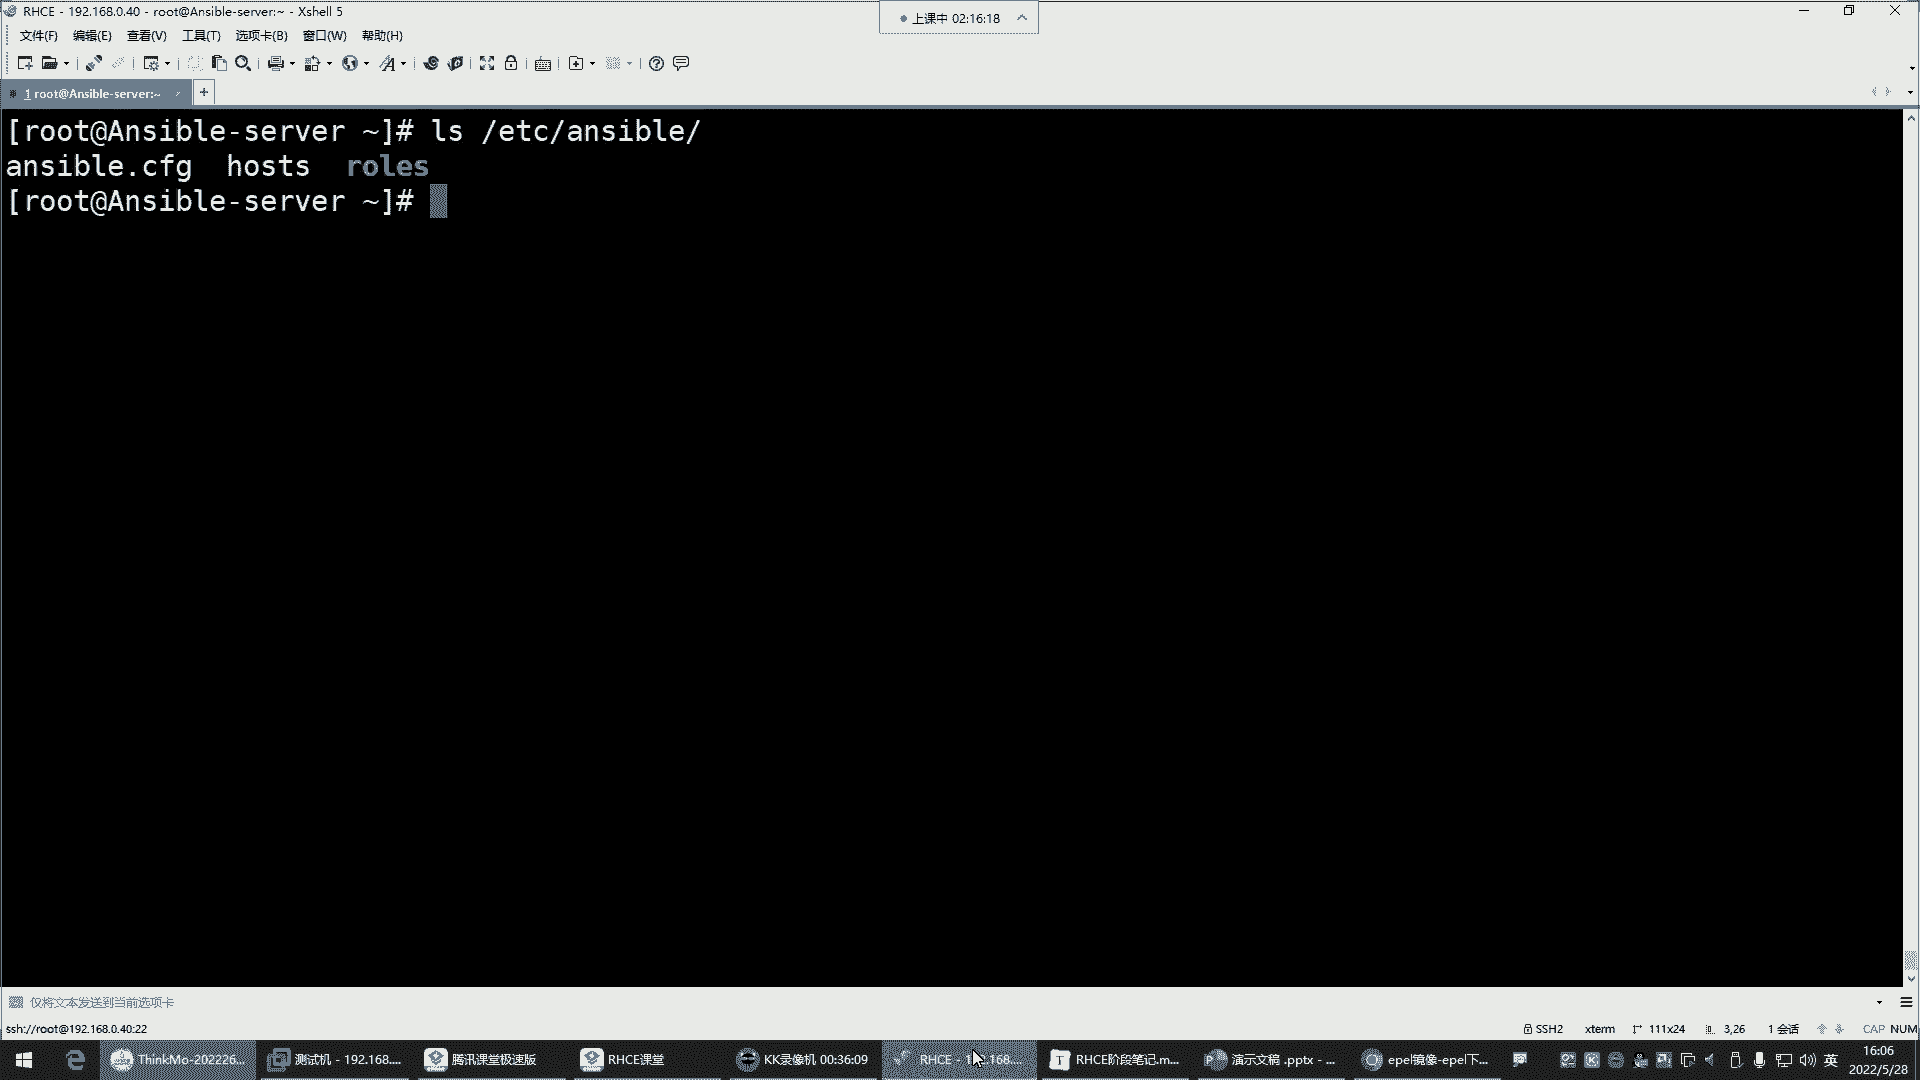 RHCE - 192.168.0.40 - root@Ansible-server:~ - Xshell 5
上课中 02:16:18
文件(F) 编辑(E) 查看(V) 工具(T) 选项卡(B) 窗口(W) 帮助(H)
1 root@Ansible-server:~
[root@Ansible-server ~]# ls /etc/ansible/
ansible.cfg hosts roles
[root@Ansible-server ~]#
仅将文本发送到当前选项卡
ssh://root@192.168.0.40:22 SSH2 xterm 111x24 3,26 1 会话 CAP NUM
ThinkMo-202226... 测试机 - 192.168.... 腾讯课堂极速版 RHCE课堂 KK录像机 00:36:09 RHCE - 1 .168.... RHCE阶段笔记.m... 演示文稿 .pptx - ... epel镜像-epel下... 英 16:06
2022/5/28